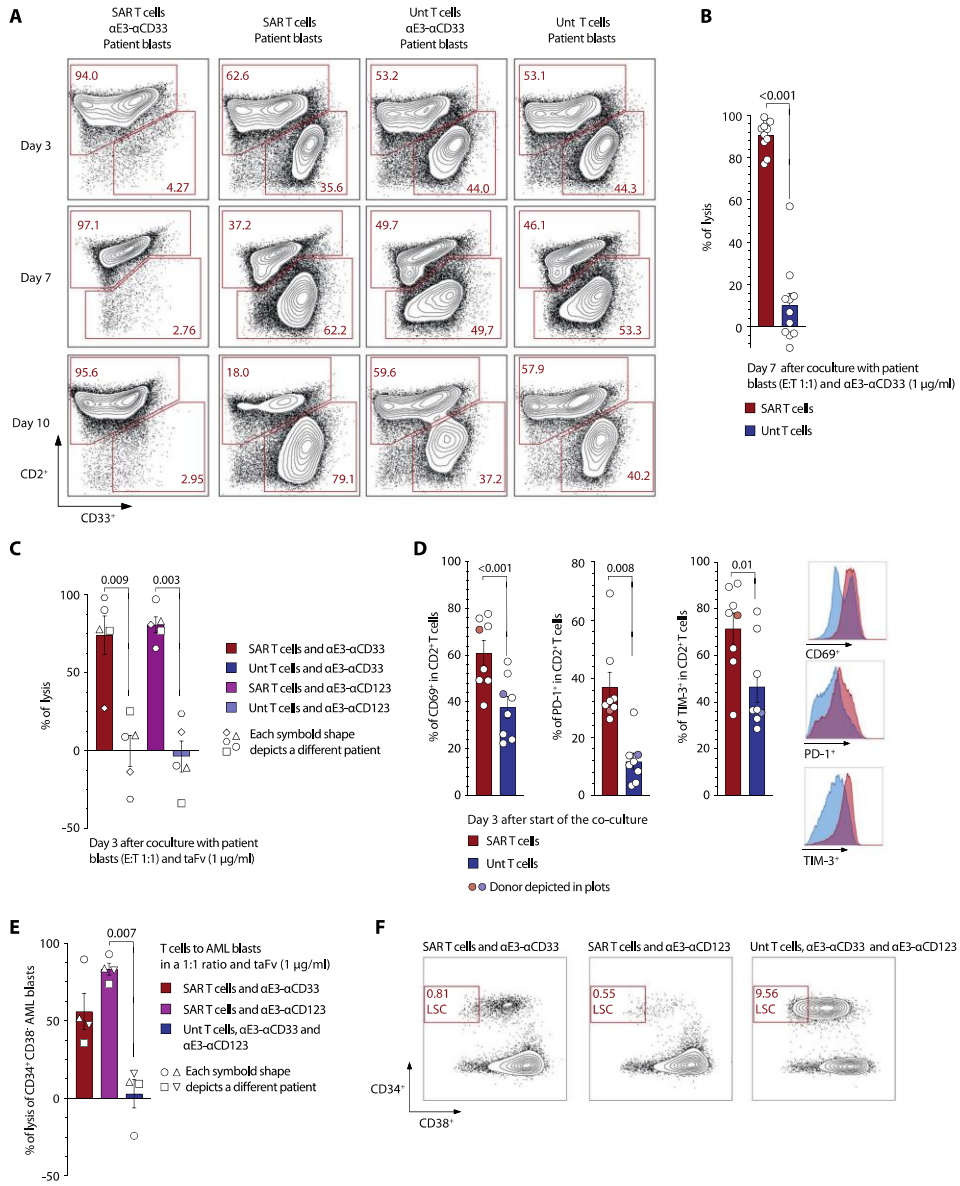 A
SAR T cells
αE3-αCD33
Patient blasts
SAR T cells
Patient blasts
Unt T cells
αE3-αCD33
Patient blasts
Unt T cells
Patient blasts
Day 3
94.0
4.27
62.6
35.6
53.2
44.0
53.1
44.3
Day 7
97.1
2.76
37.2
62.2
49.7
49,7
46.1
53.3
Day 10
95.6
2.95
18.0
79.1
59.6
37.2
57.9
40.2
CD2⁺
CD33⁺
B
<0.001
% of lysis
100
80
60
40
20
0
Day 7 after coculture with patient
blasts (E:T 1:1) and αE3-αCD33 (1 µg/ml)
SAR T cells
Unt T cells
C
0.009
0.003
% of lysis
100
50
0
-50
Day 3 after coculture with patient
blasts (E:T 1:1) and taFv (1 µg/ml)
SAR T cells and αE3-αCD33
Unt T cells and αE3-αCD33
SAR T cells and αE3-αCD123
Unt T cells and αE3-αCD123
Each symbold shape
depicts a different patient
D
% of CD69⁺ in CD2⁺T cells
100
80
60
40
20
0
<0.001
% of PD-1⁺ in CD2⁺T cells
100
80
60
40
20
0
0.008
% of TIM-3⁺ in CD2⁺T cells
100
80
60
40
20
0
0.01
CD69⁺
PD-1⁺
TIM-3⁺
Day 3 after start of the co-culture
SAR T cells
Unt T cells
Donor depicted in plots
E
% of lysis of CD34⁺ CD38⁻ AML blasts
100
50
0
-50
0.007
T cells to AML blasts
in a 1:1 ratio and taFv (1 µg/ml)
SAR T cells and αE3-αCD33
SAR T cells and αE3-αCD123
Unt T cells, αE3-αCD33 and
αE3-αCD123
Each symbold shape
depicts a different patient
F
SAR T cells and αE3-αCD33
SAR T cells and αE3-αCD123
Unt T cells, αE3-αCD33 and αE3-αCD123
0.81
LSC
0.55
LSC
9.56
LSC
CD34⁺
CD38⁺